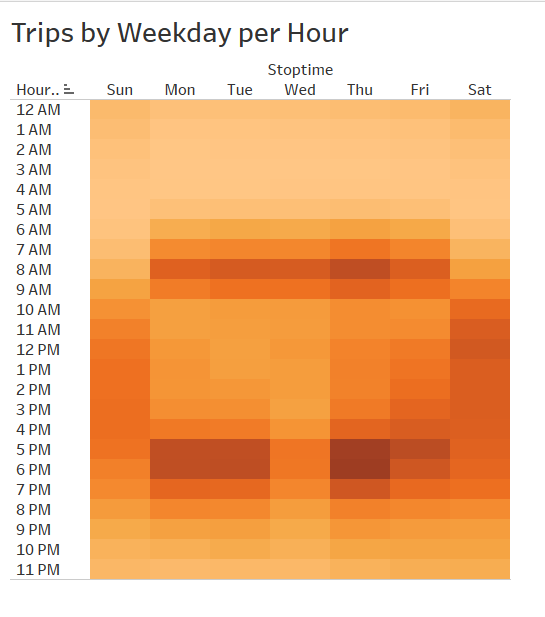 Trips by Weekday per Hour
Stoptime
Hour.. Sun Mon Tue Wed Thu Fri Sat
12 AM
1 AM
2 AM
3 AM
4 AM
5 AM
6 AM
7 AM
8 AM
9 AM
10 AM
11 AM
12 PM
1 PM
2 PM
3 PM
4 PM
5 PM
6 PM
7 PM
8 PM
9 PM
10 PM
11 PM